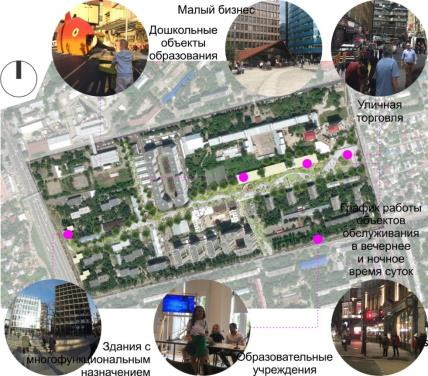 Малый бизнес
Дошкольные
объекты
образования
Уличная
торговля
График работы
объектов
обслуживания
в вечернее
и ночное
время суток
Здания с
многофункциональным
назначением
Образовательные
учреждения
s